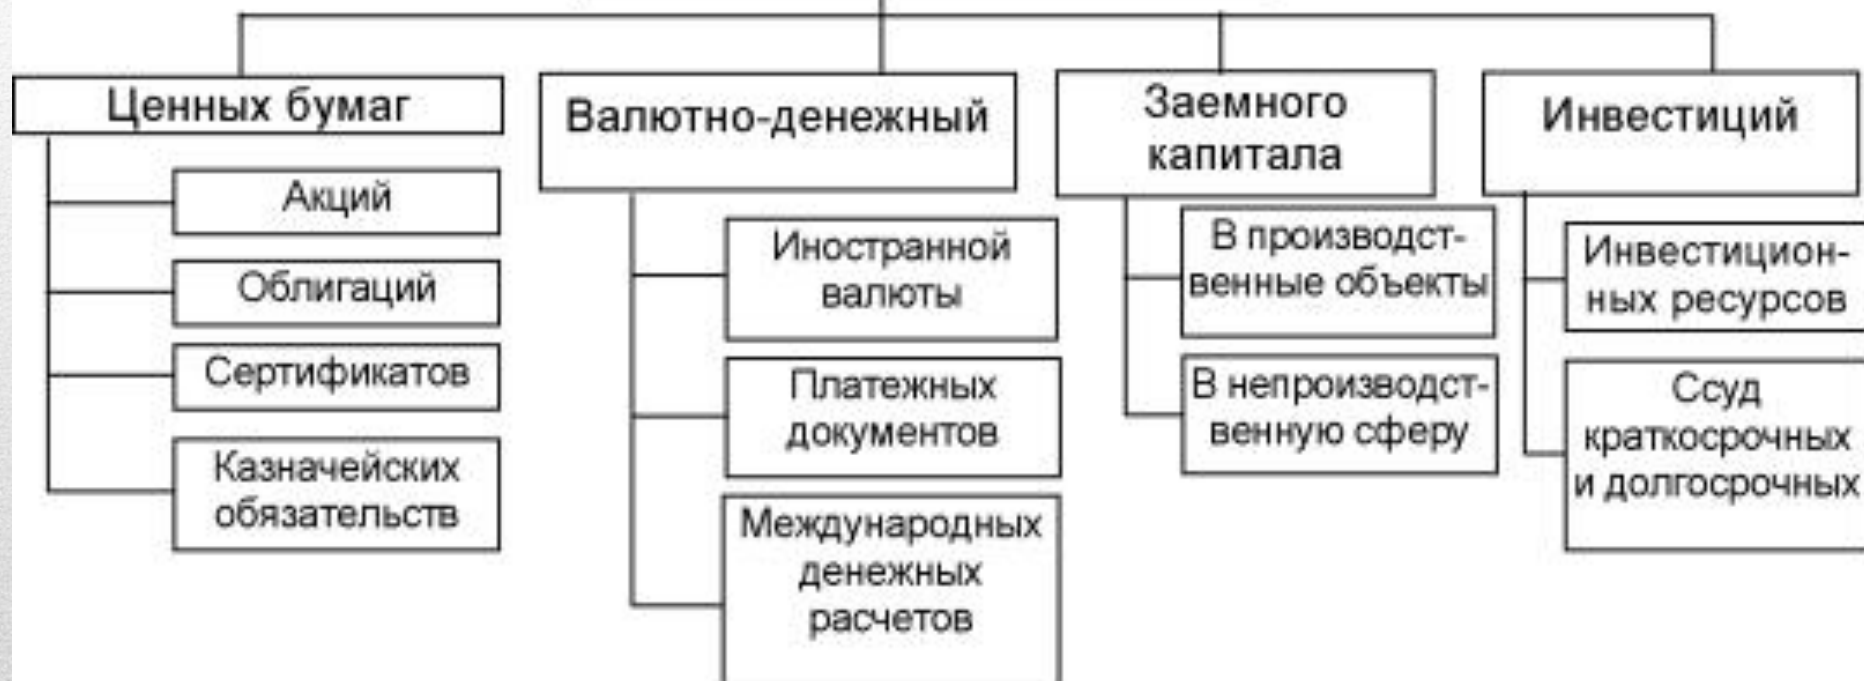 Ценных бумаг
Акций
Облигаций
Сертификатов
Казначейских
обязательств
Валютно-денежный
Иностранной
валюты
Платежных
документов
Международных
денежных
расчетов
Заемного
капитала
В производст-
венные объекты
В непроизводст-
венную сферу
Инвестиций
Инвестицион-
ных ресурсов
Ссуд
краткосрочных
и долгосрочных